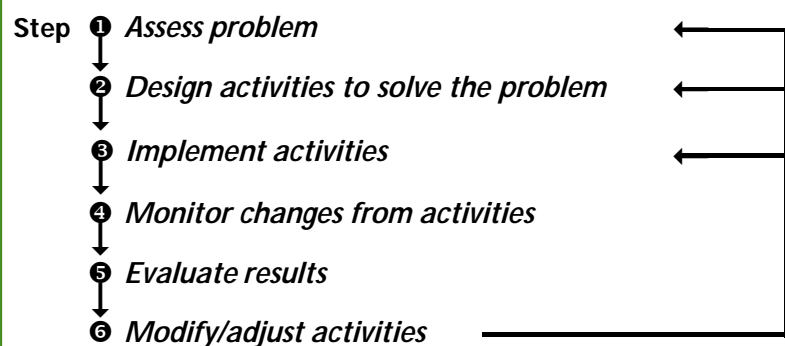 Step ❶ Assess problem
❷ Design activities to solve the problem
❸ Implement activities
❹ Monitor changes from activities
❺ Evaluate results
❻ Modify/adjust activities